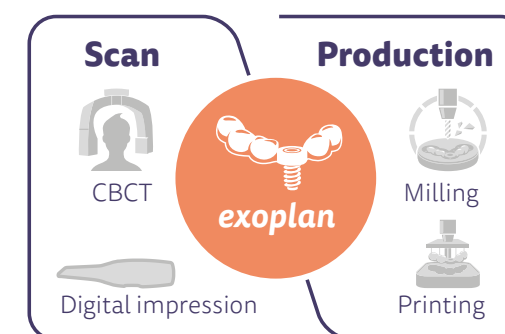 Scan
CBCT
Digital impression
exoplan
Production
Milling
Printing